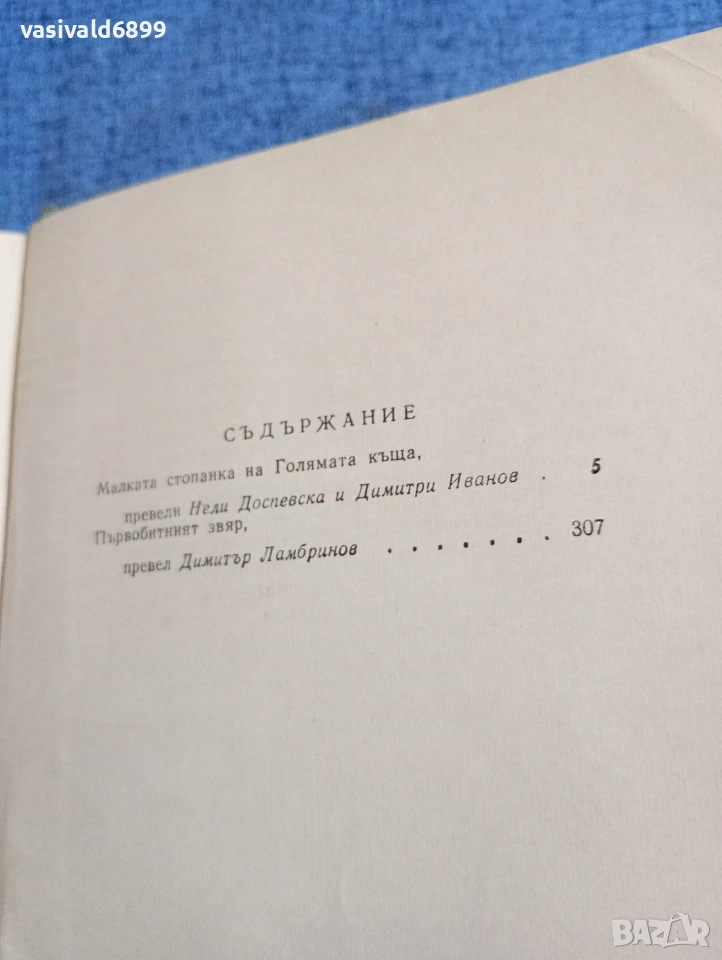 vasivald6899
СЪДЪРЖАНИЕ
Малката стопанка на Голямата къща,
превели Нели Доспевска и Димитри Иванов . 5
Първобитният звяр,
превел Димитър Ламбринов . . . . . . . 307
BAZAR